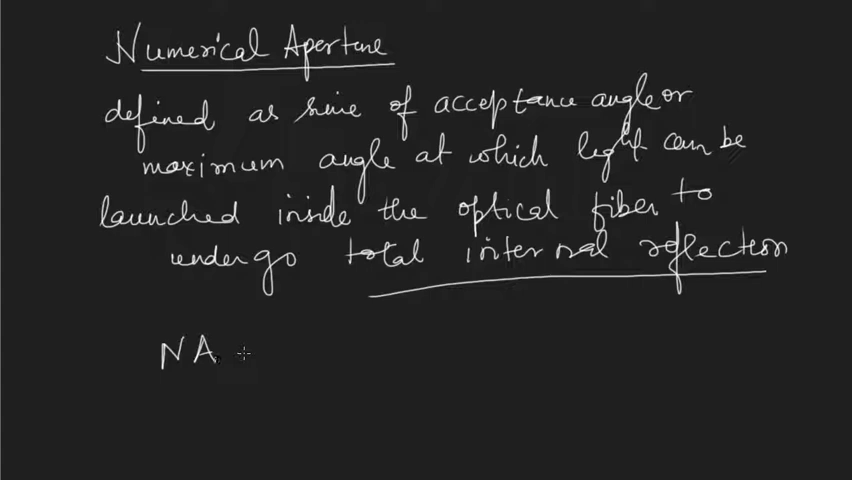 Numerical Aperture
defined as sine of acceptance angle or
maximum angle at which light can be
launched inside the optical fiber to
undergo total internal reflection
NA